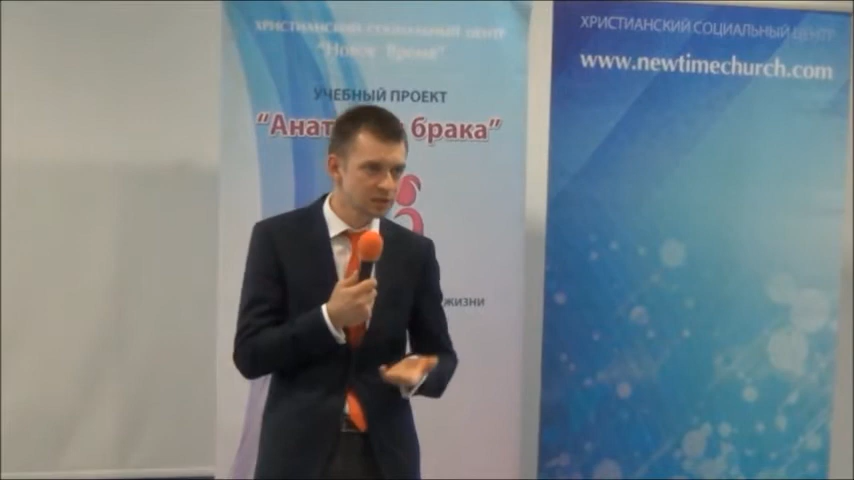 ХРИСТИАНСКИЙ СОЦИАЛЬНЫЙ ЦЕНТР
"Новое Время"
УЧЕБНЫЙ ПРОЕКТ
брака"
жизни
ХРИСТИАНСКИЙ СОЦИАЛЬНЫЙ ЦЕНТР
www.newtimechurch.com